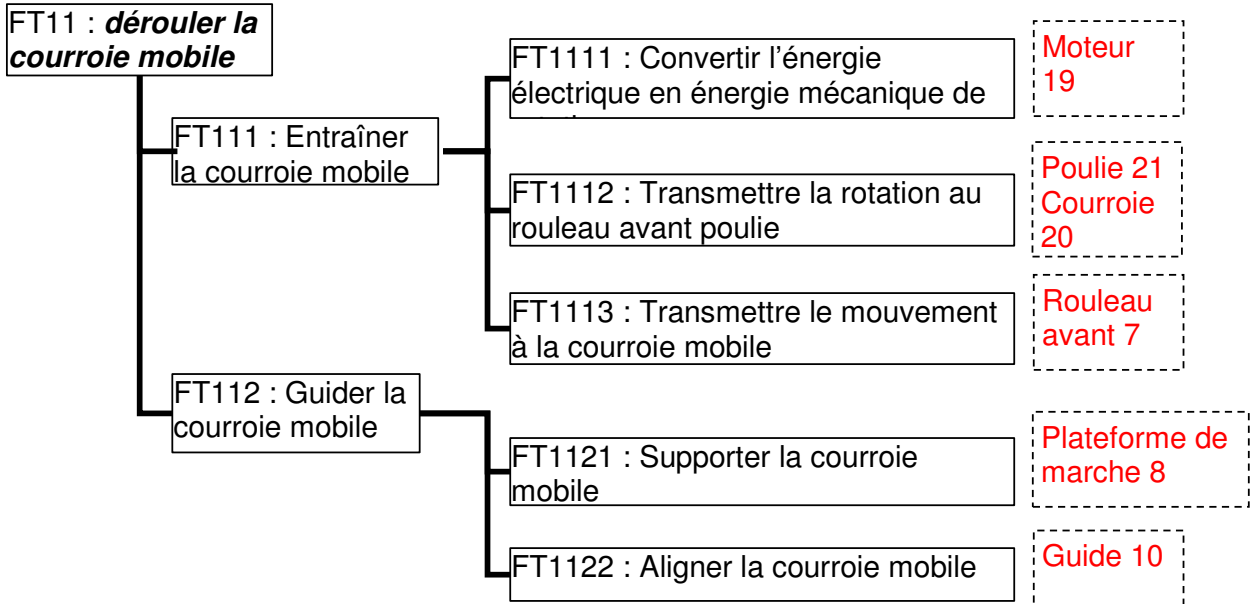 FT11 : dérouler la
courroie mobile
FT111 : Entraîner
la courroie mobile
FT1111 : Convertir l’énergie
électrique en énergie mécanique de
Moteur
19
FT1112 : Transmettre la rotation au
rouleau avant poulie
Poulie 21
Courroie
20
FT1113 : Transmettre le mouvement
à la courroie mobile
Rouleau
avant 7
FT112 : Guider la
courroie mobile
FT1121 : Supporter la courroie
mobile
Plateforme de
marche 8
FT1122 : Aligner la courroie mobile
Guide 10